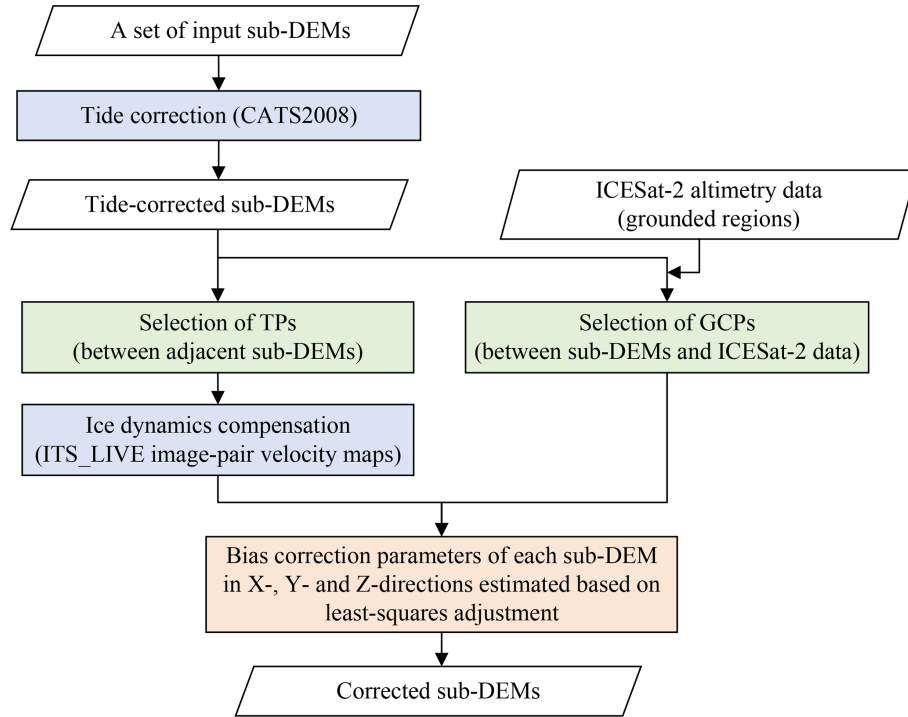 A set of input sub-DEMs
Tide correction (CATS2008)
Tide-corrected sub-DEMs
ICESat-2 altimetry data
(grounded regions)
Selection of TPs
(between adjacent sub-DEMs)
Selection of GCPs
(between sub-DEMs and ICESat-2 data)
Ice dynamics compensation
(ITS_LIVE image-pair velocity maps)
Bias correction parameters of each sub-DEM
in X-, Y- and Z-directions estimated based on
least-squares adjustment
Corrected sub-DEMs